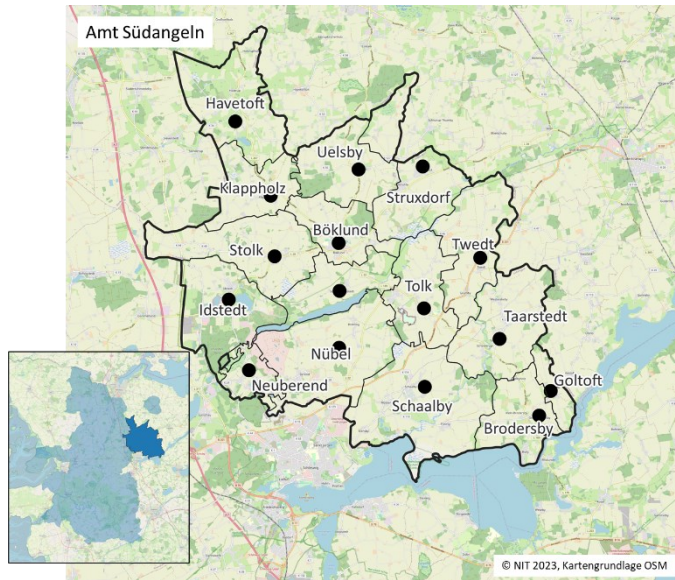 Amt Südangeln
Havetoft
Uelsby
Klappholz
Struxdorf
Böklund
Stolk
Twedt
Idstedt
Tolk
Taarstedt
Nübel
Neuberend
Goltoft
Schaalby
Brodersby
© NIT 2023, Kartengrundlage OSM